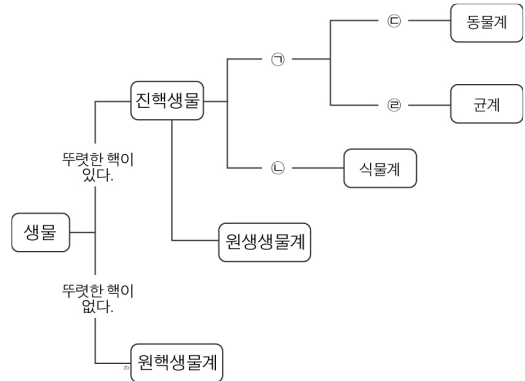 ㉢
동물계
㉠
진핵생물
㉣
균계
뚜렷한 핵이
있다.
㉡
식물계
생물
원생생물계
뚜렷한 핵이
없다.
원핵생물계